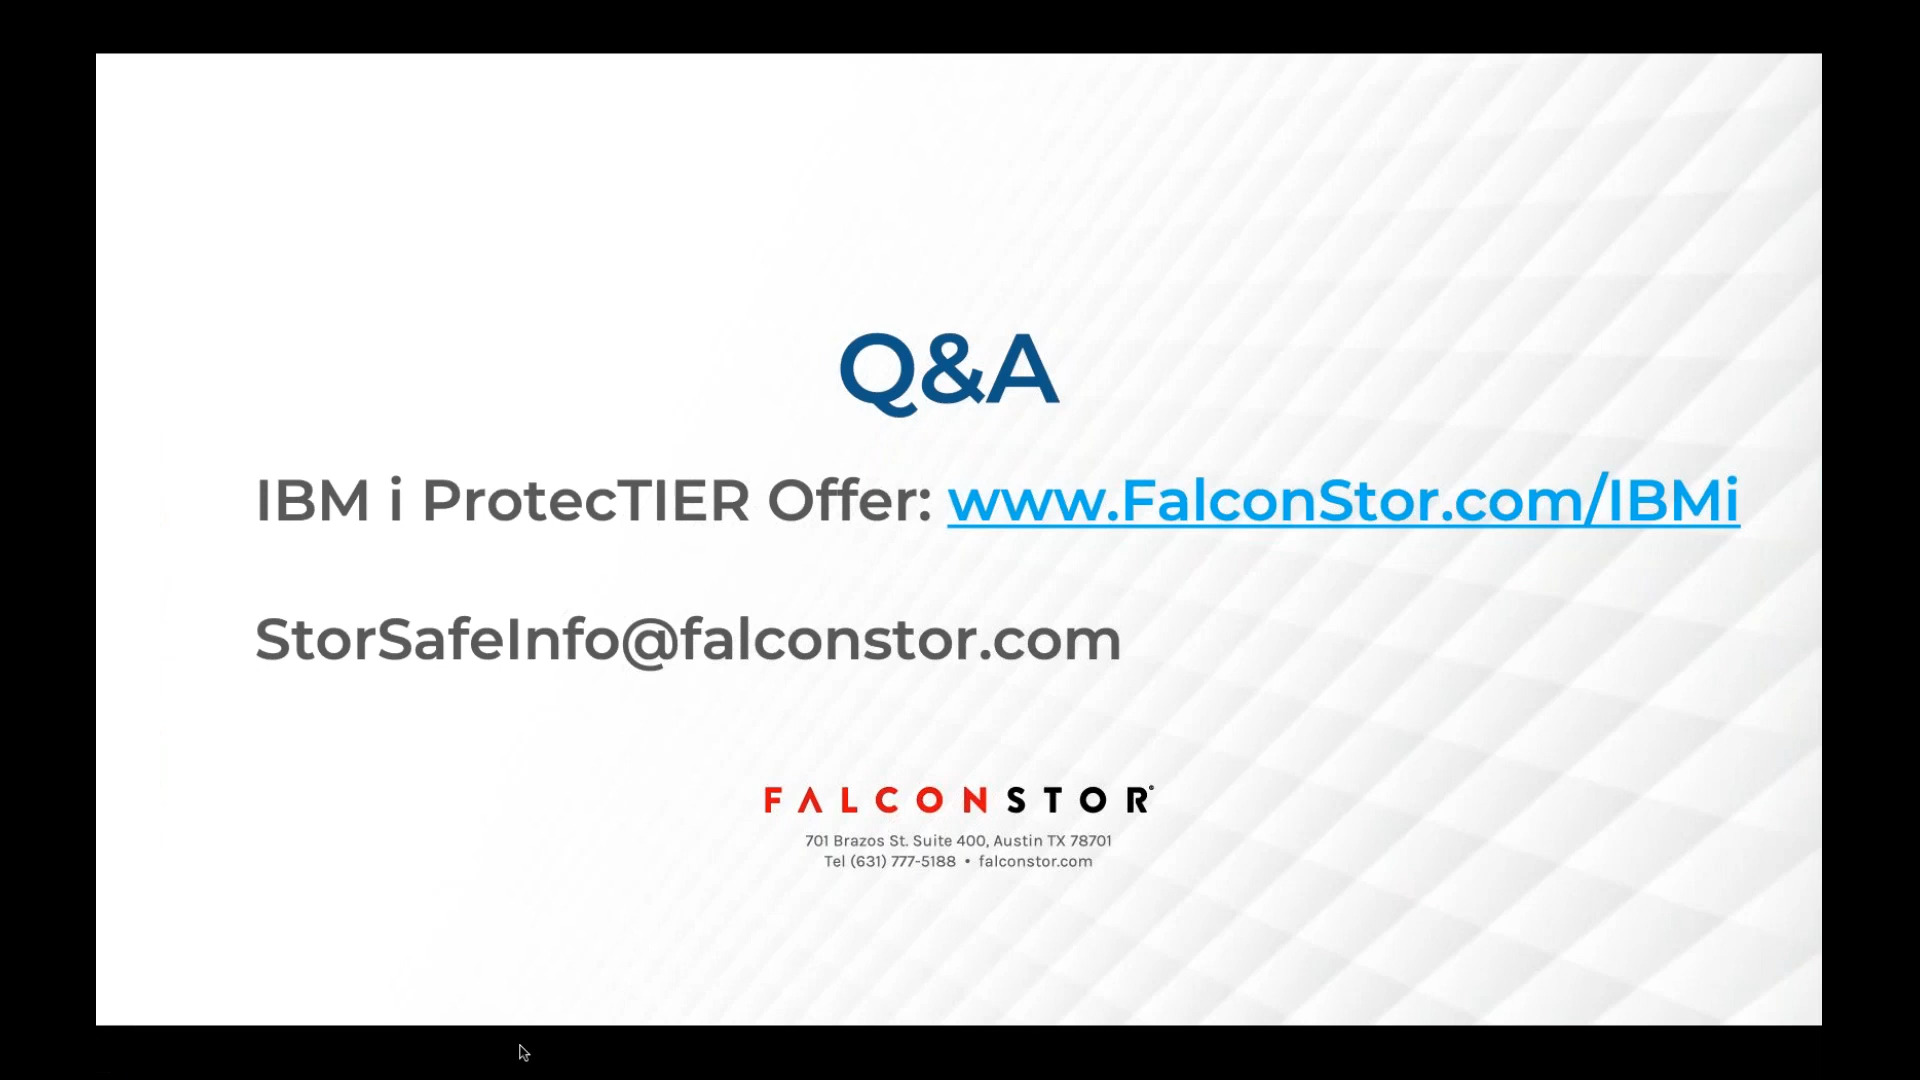 Q&A
IBM i ProtecTIER Offer: www.FalconStor.com/IBMi
StorSafeInfo@falconstor.com
FALCONSTOR®
701 Brazos St. Suite 400, Austin TX 78701
Tel (631) 777-5188 • falconstor.com